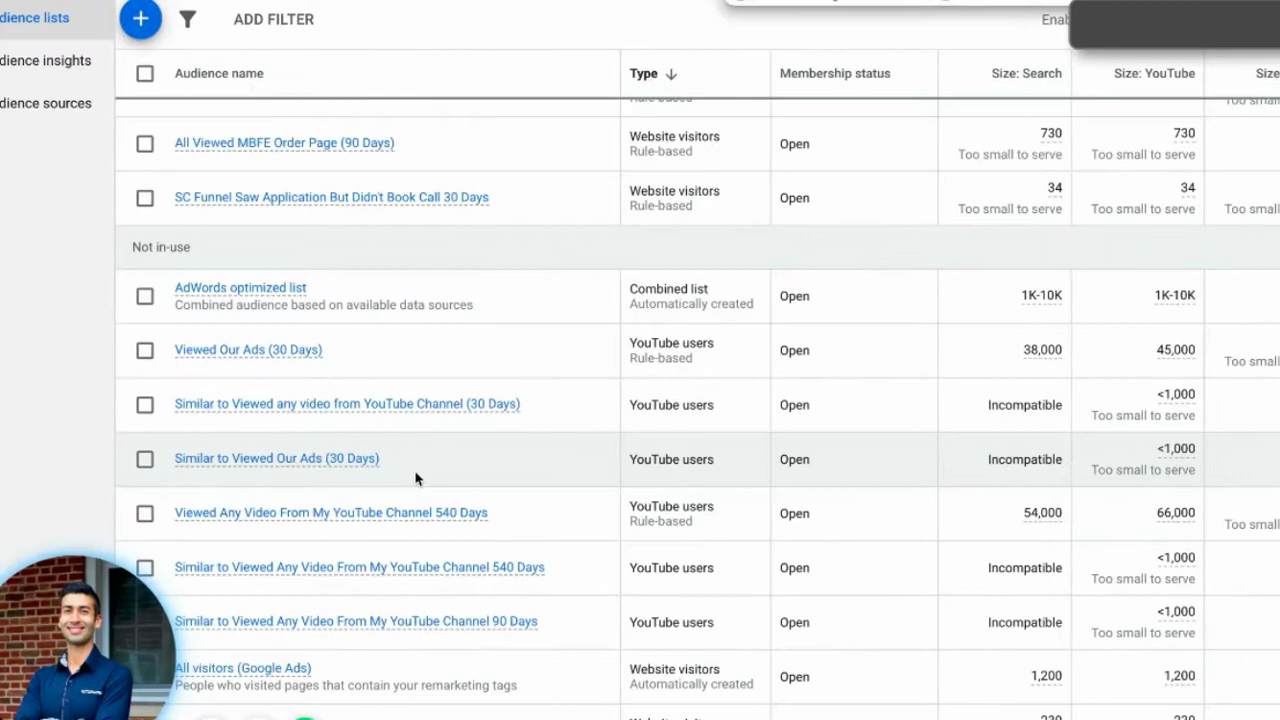 dience lists
ADD FILTER
Enab
dience insights
dience sources
Audience name
Type
Membership status
Size: Search
Size: YouTube
Size
Rule-based
Too small
All Viewed MBFE Order Page (90 Days)
Website visitors
Rule-based
Open
730
Too small to serve
730
Too small to serve
SC Funnel Saw Application But Didn't Book Call 30 Days
Website visitors
Rule-based
Open
34
Too small to serve
34
Too small to serve
Too small
Not in-use
AdWords optimized list
Combined audience based on available data sources
Combined list
Automatically created
Open
1K-10K
1K-10K
Viewed Our Ads (30 Days)
YouTube users
Rule-based
Open
38,000
45,000
Too small
Similar to Viewed any video from YouTube Channel (30 Days)
YouTube users
Open
Incompatible
<1,000
Too small to serve
Similar to Viewed Our Ads (30 Days)
YouTube users
Open
Incompatible
<1,000
Too small to serve
Viewed Any Video From My YouTube Channel 540 Days
YouTube users
Rule-based
Open
54,000
66,000
Too small
Similar to Viewed Any Video From My YouTube Channel 540 Days
YouTube users
Open
Incompatible
<1,000
Too small to serve
Similar to Viewed Any Video From My YouTube Channel 90 Days
YouTube users
Open
Incompatible
<1,000
Too small to serve
All visitors (Google Ads)
People who visited pages that contain your remarketing tags
Website visitors
Automatically created
Open
1,200
1,200